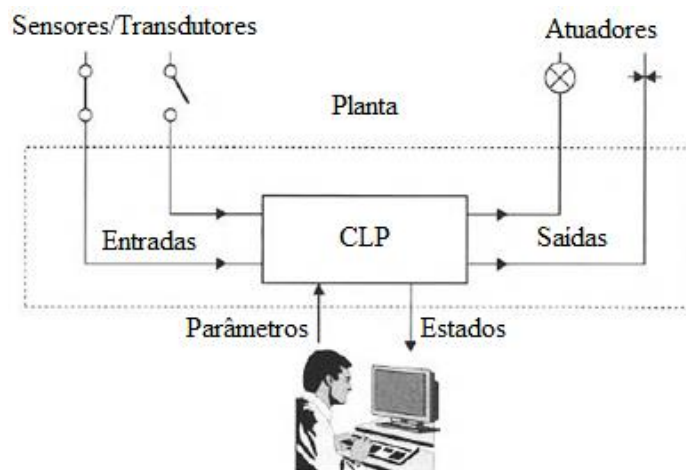 Sensores/Transdutores
Atuadores
Planta
Entradas
CLP
Saídas
Parâmetros
Estados